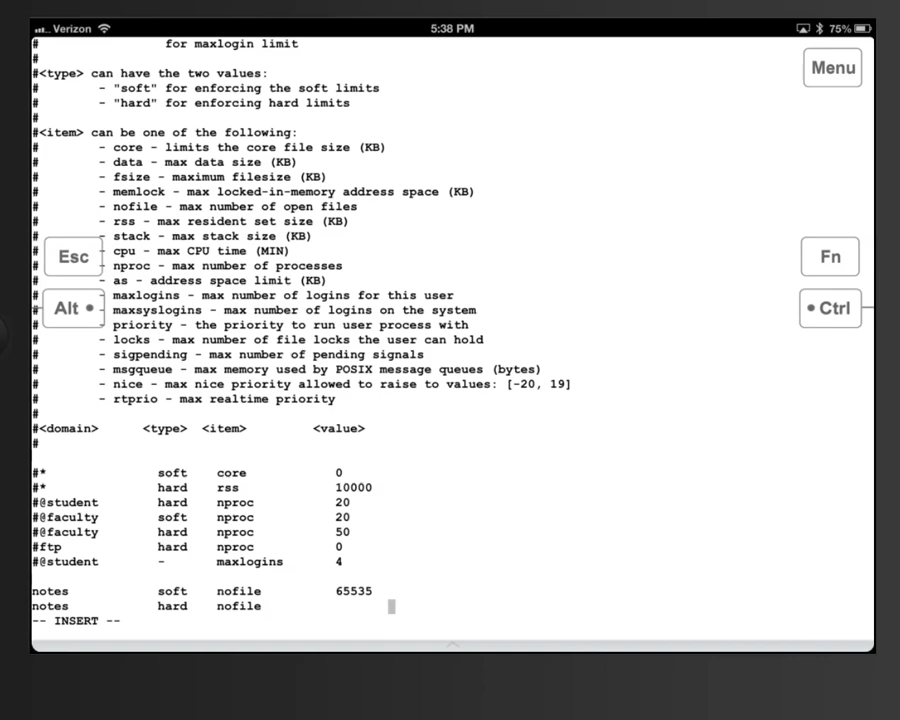 Verizon 5:38 PM 75%
# for maxlogin limit
#
#<type> can have the two values:
# - "soft" for enforcing the soft limits
# - "hard" for enforcing hard limits
#
#<item> can be one of the following:
# - core - limits the core file size (KB)
# - data - max data size (KB)
# - fsize - maximum filesize (KB)
# - memlock - max locked-in-memory address space (KB)
# - nofile - max number of open files
# - rss - max resident set size (KB)
# - stack - max stack size (KB)
# - cpu - max CPU time (MIN)
# - nproc - max number of processes
# - as - address space limit (KB)
# - maxlogins - max number of logins for this user
# - maxsyslogins - max number of logins on the system
# - priority - the priority to run user process with
# - locks - max number of file locks the user can hold
# - sigpending - max number of pending signals
# - msgqueue - max memory used by POSIX message queues (bytes)
# - nice - max nice priority allowed to raise to values: [-20, 19]
# - rtprio - max realtime priority
#
#<domain> <type> <item> <value>
#
#* soft core 0
#* hard rss 10000
#@student hard nproc 20
#@faculty soft nproc 20
#@faculty hard nproc 50
#ftp hard nproc 0
#@student - maxlogins 4
notes soft nofile 65535
notes hard nofile
-- INSERT --
Menu
Esc
Fn
Alt •
• Ctrl